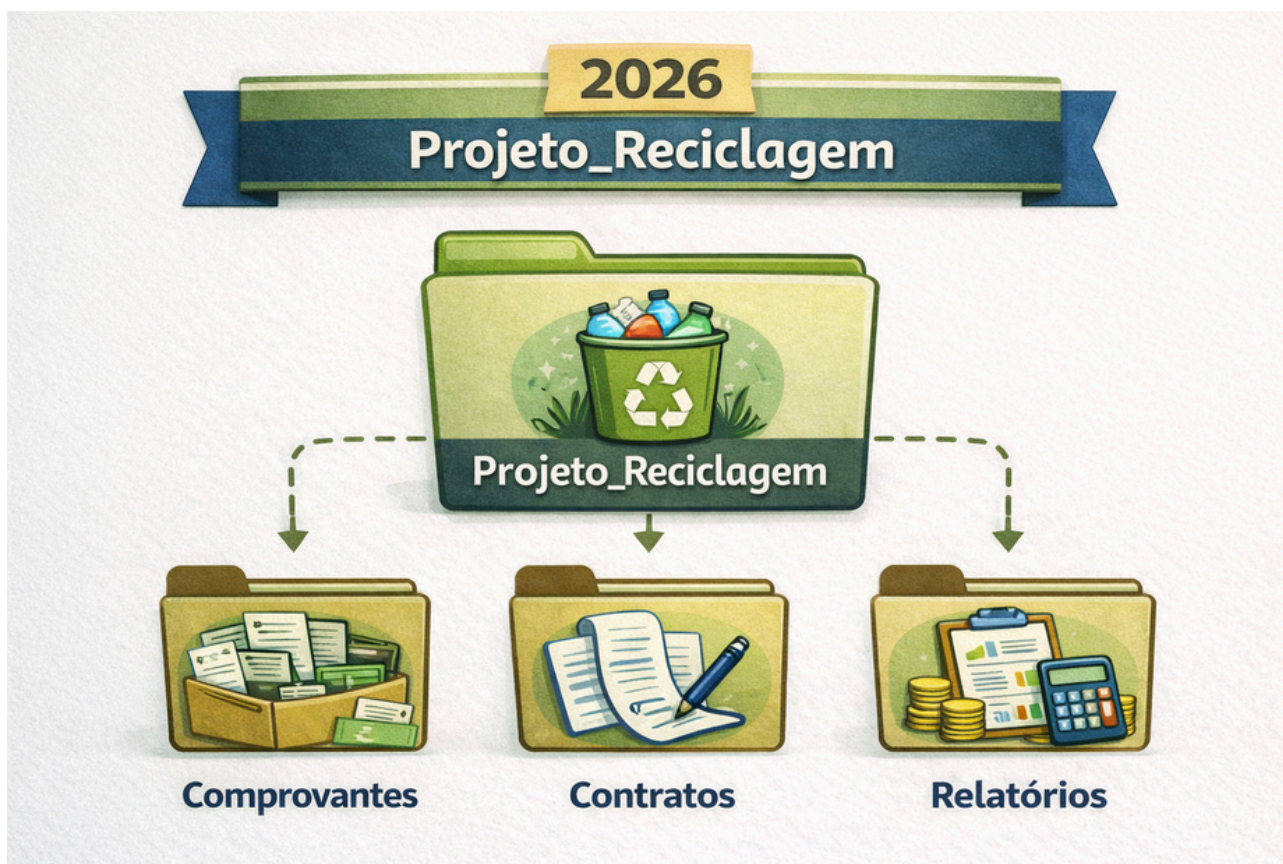 2026
Projeto_Reciclagem
Projeto_Reciclagem
Comprovantes
Contratos
Relatórios